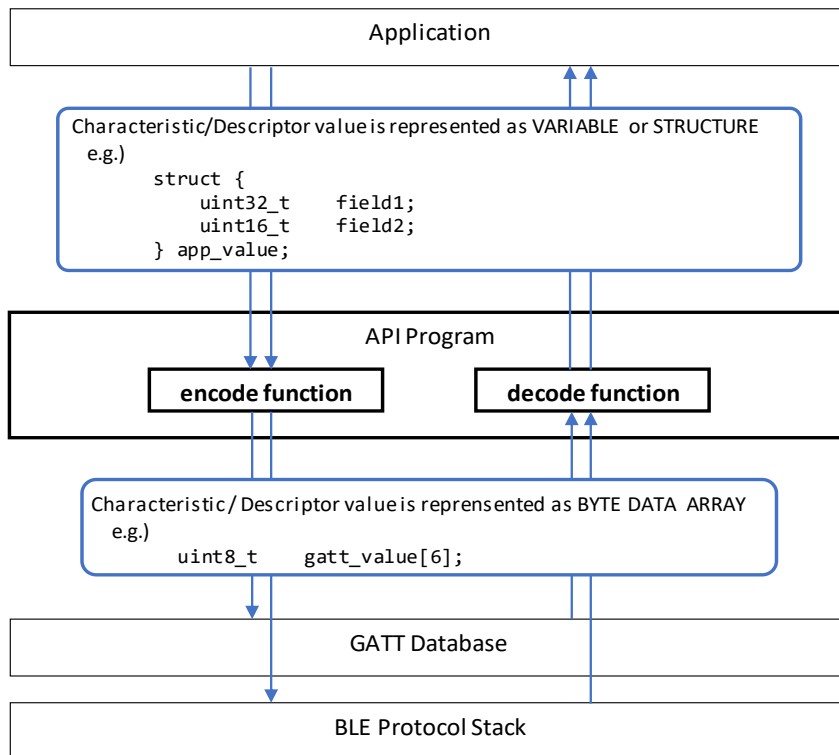 Application
Characteristic/Descriptor value is represented as VARIABLE or STRUCTURE
e.g.)
struct {
uint32_t field1;
uint16_t field2;
} app_value;
API Program
encode function decode function
Characteristic / Descriptor value is reprensented as BYTE DATA ARRAY
e.g.)
uint8_t gatt_value[6];
GATT Database
BLE Protocol Stack